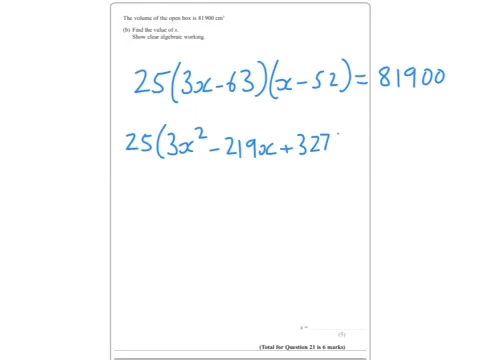 The volume of the open box is 81900 cm³
(b) Find the value of x.
Show clear algebraic working.
25(3x-63)(x-52)=81900
25(3x²-219x+327
x = ........................
(5)
(Total for Question 21 is 6 marks)